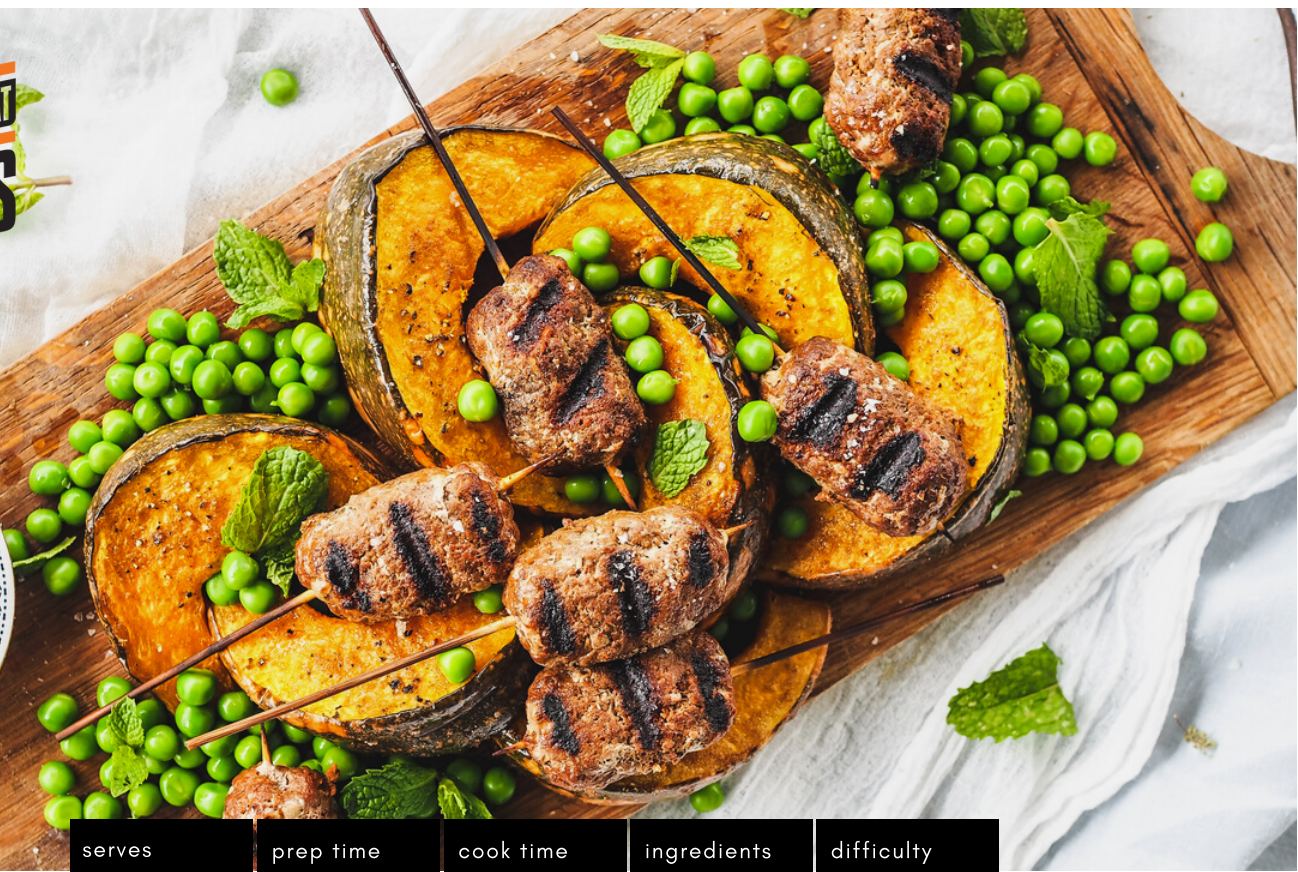 serves
prep time
cook time
ingredients
difficulty